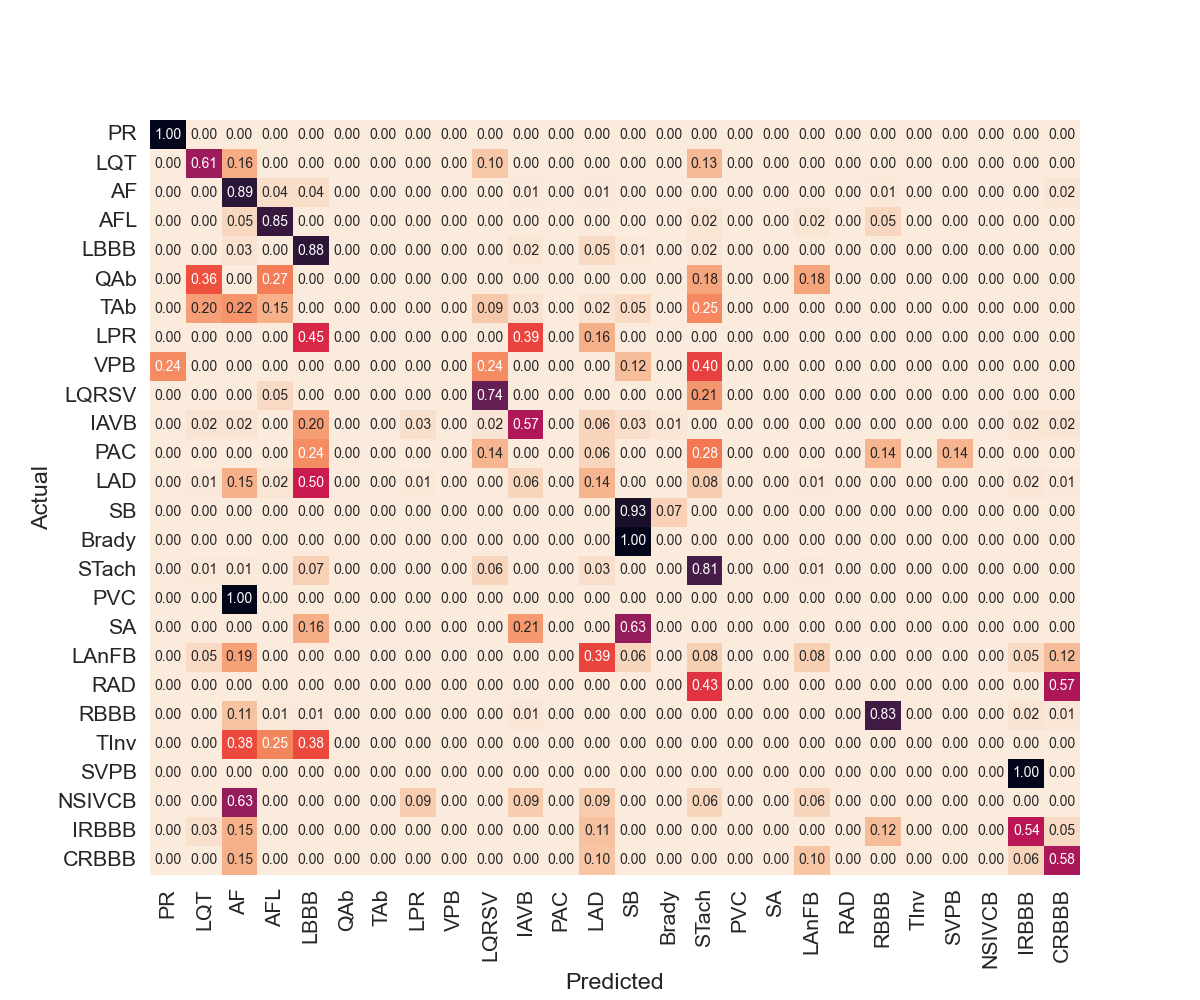 PR 1.00 0.00 0.00 0.00 0.00 0.00 0.00 0.00 0.00 0.00 0.00 0.00 0.00 0.00 0.00 0.00 0.00 0.00 0.00 0.00 0.00 0.00 0.00 0.00 0.00 0.00
LQT 0.00 0.61 0.16 0.00 0.00 0.00 0.00 0.00 0.00 0.10 0.00 0.00 0.00 0.00 0.00 0.13 0.00 0.00 0.00 0.00 0.00 0.00 0.00 0.00 0.00 0.00
AF 0.00 0.00 0.89 0.04 0.04 0.00 0.00 0.00 0.00 0.00 0.01 0.00 0.01 0.00 0.00 0.00 0.00 0.00 0.00 0.00 0.01 0.00 0.00 0.00 0.00 0.02
AFL 0.00 0.00 0.05 0.85 0.00 0.00 0.00 0.00 0.00 0.00 0.00 0.00 0.00 0.00 0.00 0.02 0.00 0.00 0.02 0.00 0.05 0.00 0.00 0.00 0.00 0.00
LBBB 0.00 0.00 0.03 0.00 0.88 0.00 0.00 0.00 0.00 0.00 0.02 0.00 0.05 0.01 0.00 0.02 0.00 0.00 0.00 0.00 0.00 0.00 0.00 0.00 0.00 0.00
QAb 0.00 0.36 0.00 0.27 0.00 0.00 0.00 0.00 0.00 0.00 0.00 0.00 0.00 0.00 0.00 0.18 0.00 0.00 0.18 0.00 0.00 0.00 0.00 0.00 0.00 0.00
TAb 0.00 0.20 0.22 0.15 0.00 0.00 0.00 0.00 0.00 0.09 0.03 0.00 0.02 0.05 0.00 0.25 0.00 0.00 0.00 0.00 0.00 0.00 0.00 0.00 0.00 0.00
LPR 0.00 0.00 0.00 0.00 0.45 0.00 0.00 0.00 0.00 0.00 0.39 0.00 0.16 0.00 0.00 0.00 0.00 0.00 0.00 0.00 0.00 0.00 0.00 0.00 0.00 0.00
VPB 0.24 0.00 0.00 0.00 0.00 0.00 0.00 0.00 0.00 0.24 0.00 0.00 0.00 0.12 0.00 0.40 0.00 0.00 0.00 0.00 0.00 0.00 0.00 0.00 0.00 0.00
LQRSV 0.00 0.00 0.00 0.05 0.00 0.00 0.00 0.00 0.00 0.74 0.00 0.00 0.00 0.00 0.00 0.21 0.00 0.00 0.00 0.00 0.00 0.00 0.00 0.00 0.00 0.00
IAVB 0.00 0.02 0.02 0.00 0.20 0.00 0.00 0.03 0.00 0.02 0.57 0.00 0.06 0.03 0.01 0.00 0.00 0.00 0.00 0.00 0.00 0.00 0.00 0.00 0.02 0.02
PAC 0.00 0.00 0.00 0.00 0.24 0.00 0.00 0.00 0.00 0.14 0.00 0.00 0.06 0.00 0.00 0.28 0.00 0.00 0.00 0.00 0.14 0.00 0.14 0.00 0.00 0.00
LAD 0.00 0.01 0.15 0.02 0.50 0.00 0.00 0.01 0.00 0.00 0.06 0.00 0.14 0.00 0.00 0.08 0.00 0.00 0.01 0.00 0.00 0.00 0.00 0.00 0.02 0.01
SB 0.00 0.00 0.00 0.00 0.00 0.00 0.00 0.00 0.00 0.00 0.00 0.00 0.00 0.93 0.07 0.00 0.00 0.00 0.00 0.00 0.00 0.00 0.00 0.00 0.00 0.00
Brady 0.00 0.00 0.00 0.00 0.00 0.00 0.00 0.00 0.00 0.00 0.00 0.00 0.00 1.00 0.00 0.00 0.00 0.00 0.00 0.00 0.00 0.00 0.00 0.00 0.00 0.00
STach 0.00 0.01 0.01 0.00 0.07 0.00 0.00 0.00 0.00 0.06 0.00 0.00 0.03 0.00 0.00 0.81 0.00 0.00 0.01 0.00 0.00 0.00 0.00 0.00 0.00 0.00
PVC 0.00 0.00 1.00 0.00 0.00 0.00 0.00 0.00 0.00 0.00 0.00 0.00 0.00 0.00 0.00 0.00 0.00 0.00 0.00 0.00 0.00 0.00 0.00 0.00 0.00 0.00
SA 0.00 0.00 0.00 0.00 0.16 0.00 0.00 0.00 0.00 0.00 0.21 0.00 0.00 0.63 0.00 0.00 0.00 0.00 0.00 0.00 0.00 0.00 0.00 0.00 0.00 0.00
LAnFB 0.00 0.05 0.19 0.00 0.00 0.00 0.00 0.00 0.00 0.00 0.00 0.00 0.39 0.06 0.00 0.08 0.00 0.00 0.08 0.00 0.00 0.00 0.00 0.00 0.05 0.12
RAD 0.00 0.00 0.00 0.00 0.00 0.00 0.00 0.00 0.00 0.00 0.00 0.00 0.00 0.00 0.00 0.43 0.00 0.00 0.00 0.00 0.00 0.00 0.00 0.00 0.00 0.57
RBBB 0.00 0.00 0.11 0.01 0.01 0.00 0.00 0.00 0.00 0.00 0.01 0.00 0.00 0.00 0.00 0.00 0.00 0.00 0.00 0.00 0.83 0.00 0.00 0.00 0.02 0.01
TInv 0.00 0.00 0.38 0.25 0.38 0.00 0.00 0.00 0.00 0.00 0.00 0.00 0.00 0.00 0.00 0.00 0.00 0.00 0.00 0.00 0.00 0.00 0.00 0.00 0.00 0.00
SVPB 0.00 0.00 0.00 0.00 0.00 0.00 0.00 0.00 0.00 0.00 0.00 0.00 0.00 0.00 0.00 0.00 0.00 0.00 0.00 0.00 0.00 0.00 0.00 0.00 1.00 0.00
NSIVCB 0.00 0.00 0.63 0.00 0.00 0.00 0.00 0.09 0.00 0.00 0.09 0.00 0.09 0.00 0.00 0.06 0.00 0.00 0.06 0.00 0.00 0.00 0.00 0.00 0.00 0.00
IRBBB 0.00 0.03 0.15 0.00 0.00 0.00 0.00 0.00 0.00 0.00 0.00 0.00 0.11 0.00 0.00 0.00 0.00 0.00 0.00 0.00 0.12 0.00 0.00 0.00 0.54 0.05
CRBBB 0.00 0.00 0.15 0.00 0.00 0.00 0.00 0.00 0.00 0.00 0.00 0.00 0.10 0.00 0.00 0.00 0.00 0.00 0.10 0.00 0.00 0.00 0.00 0.00 0.06 0.58
Actual
PR LQT AF AFL LBBB QAb TAb LPR VPB LQRSV IAVB PAC LAD SB Brady STach PVC SA LAnFB RAD RBBB TInv SVPB NSIVCB IRBBB CRBBB
Predicted